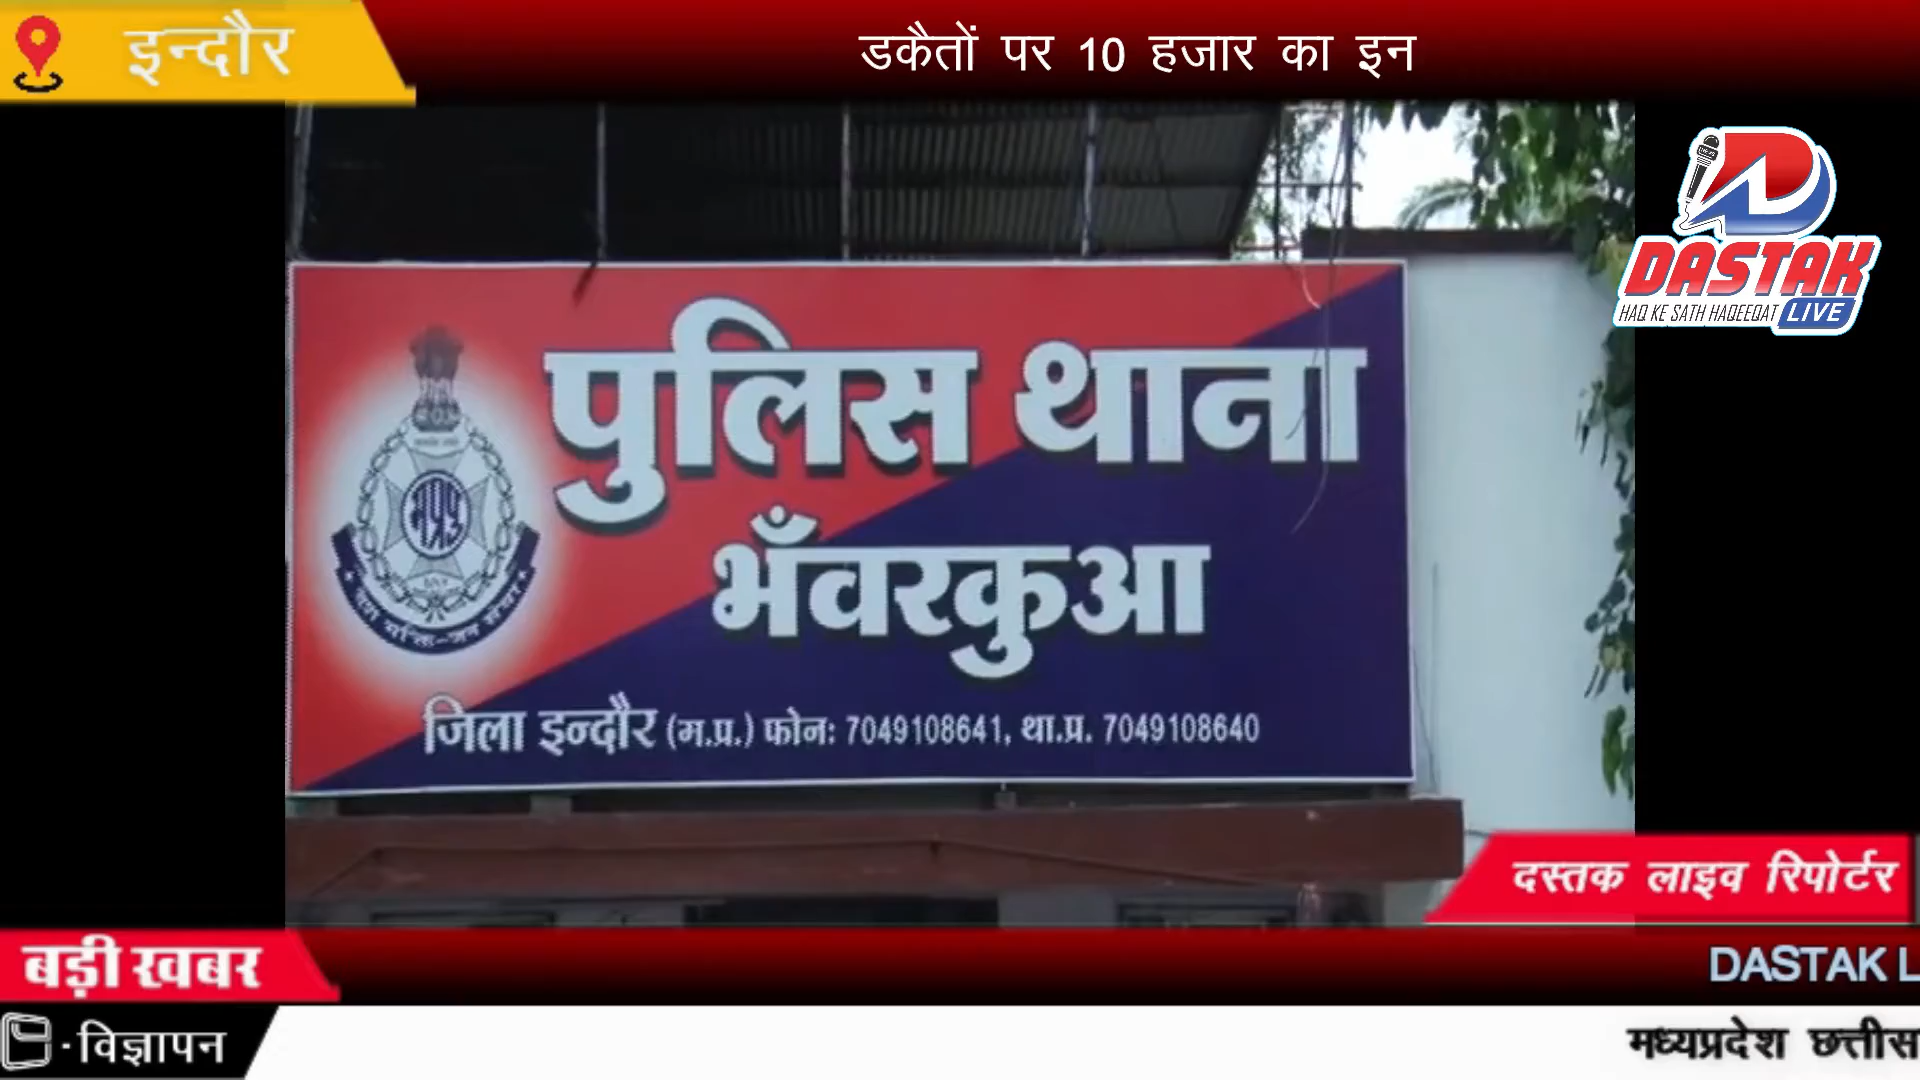 इन्दौर
डकैतों पर 10 हजार का इन
DASTAK
HAQ KE SATH HAQEEQAT LIVE
पुलिस थाना
भँवरकुआ
जिला इन्दौर (म.प्र.) फोन: 7049108641, था.प्र. 7049108640
दस्तक लाइव रिपोर्टर
बड़ी खबर
DASTAK L
- विज्ञापन
मध्यप्रदेश छत्तीस